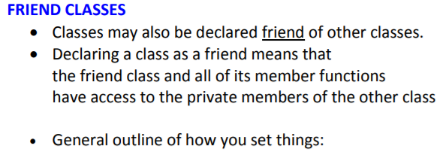 FRIEND CLASSES
• Classes may also be declared friend of other classes.
• Declaring a class as a friend means that
the friend class and all of its member functions
have access to the private members of the other class
• General outline of how you set things: